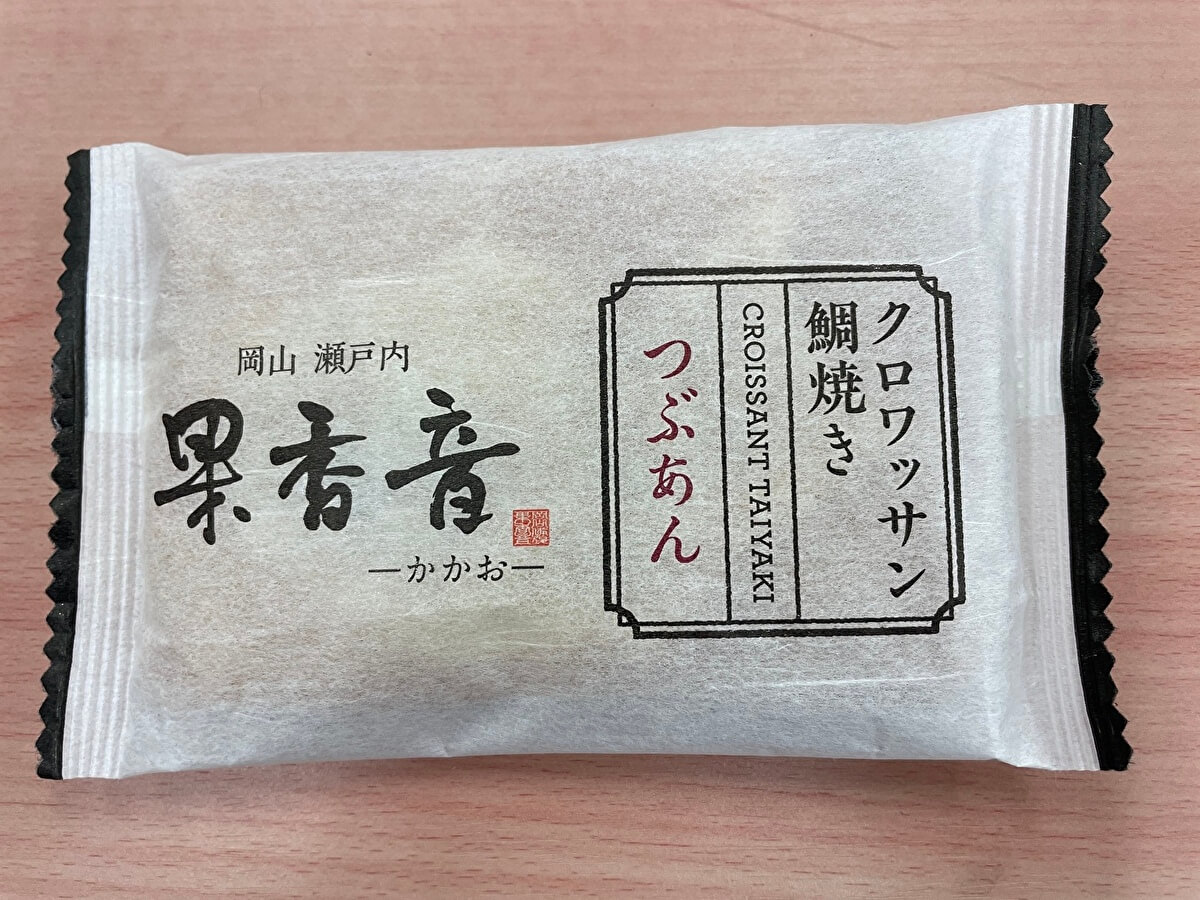 岡山 瀬戸内
果香音
―かかお―
クロワッサン
鯛焼き
CROISSANT TAIYAKI
つぶあん